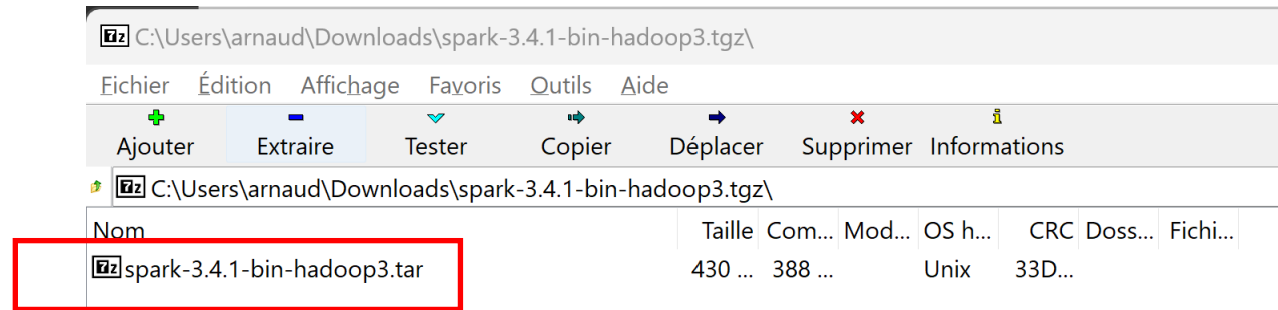 C:\Users\arnaud\Downloads\spark-3.4.1-bin-hadoop3.tgz\
Fichier Édition Affichage Favoris Outils Aide
Ajouter Extraire Tester Copier Déplacer Supprimer Informations
C:\Users\arnaud\Downloads\spark-3.4.1-bin-hadoop3.tgz\
Nom Taille Com... Mod... OS h... CRC Doss... Fichi...
spark-3.4.1-bin-hadoop3.tar 430 ... 388 ... Unix 33D...